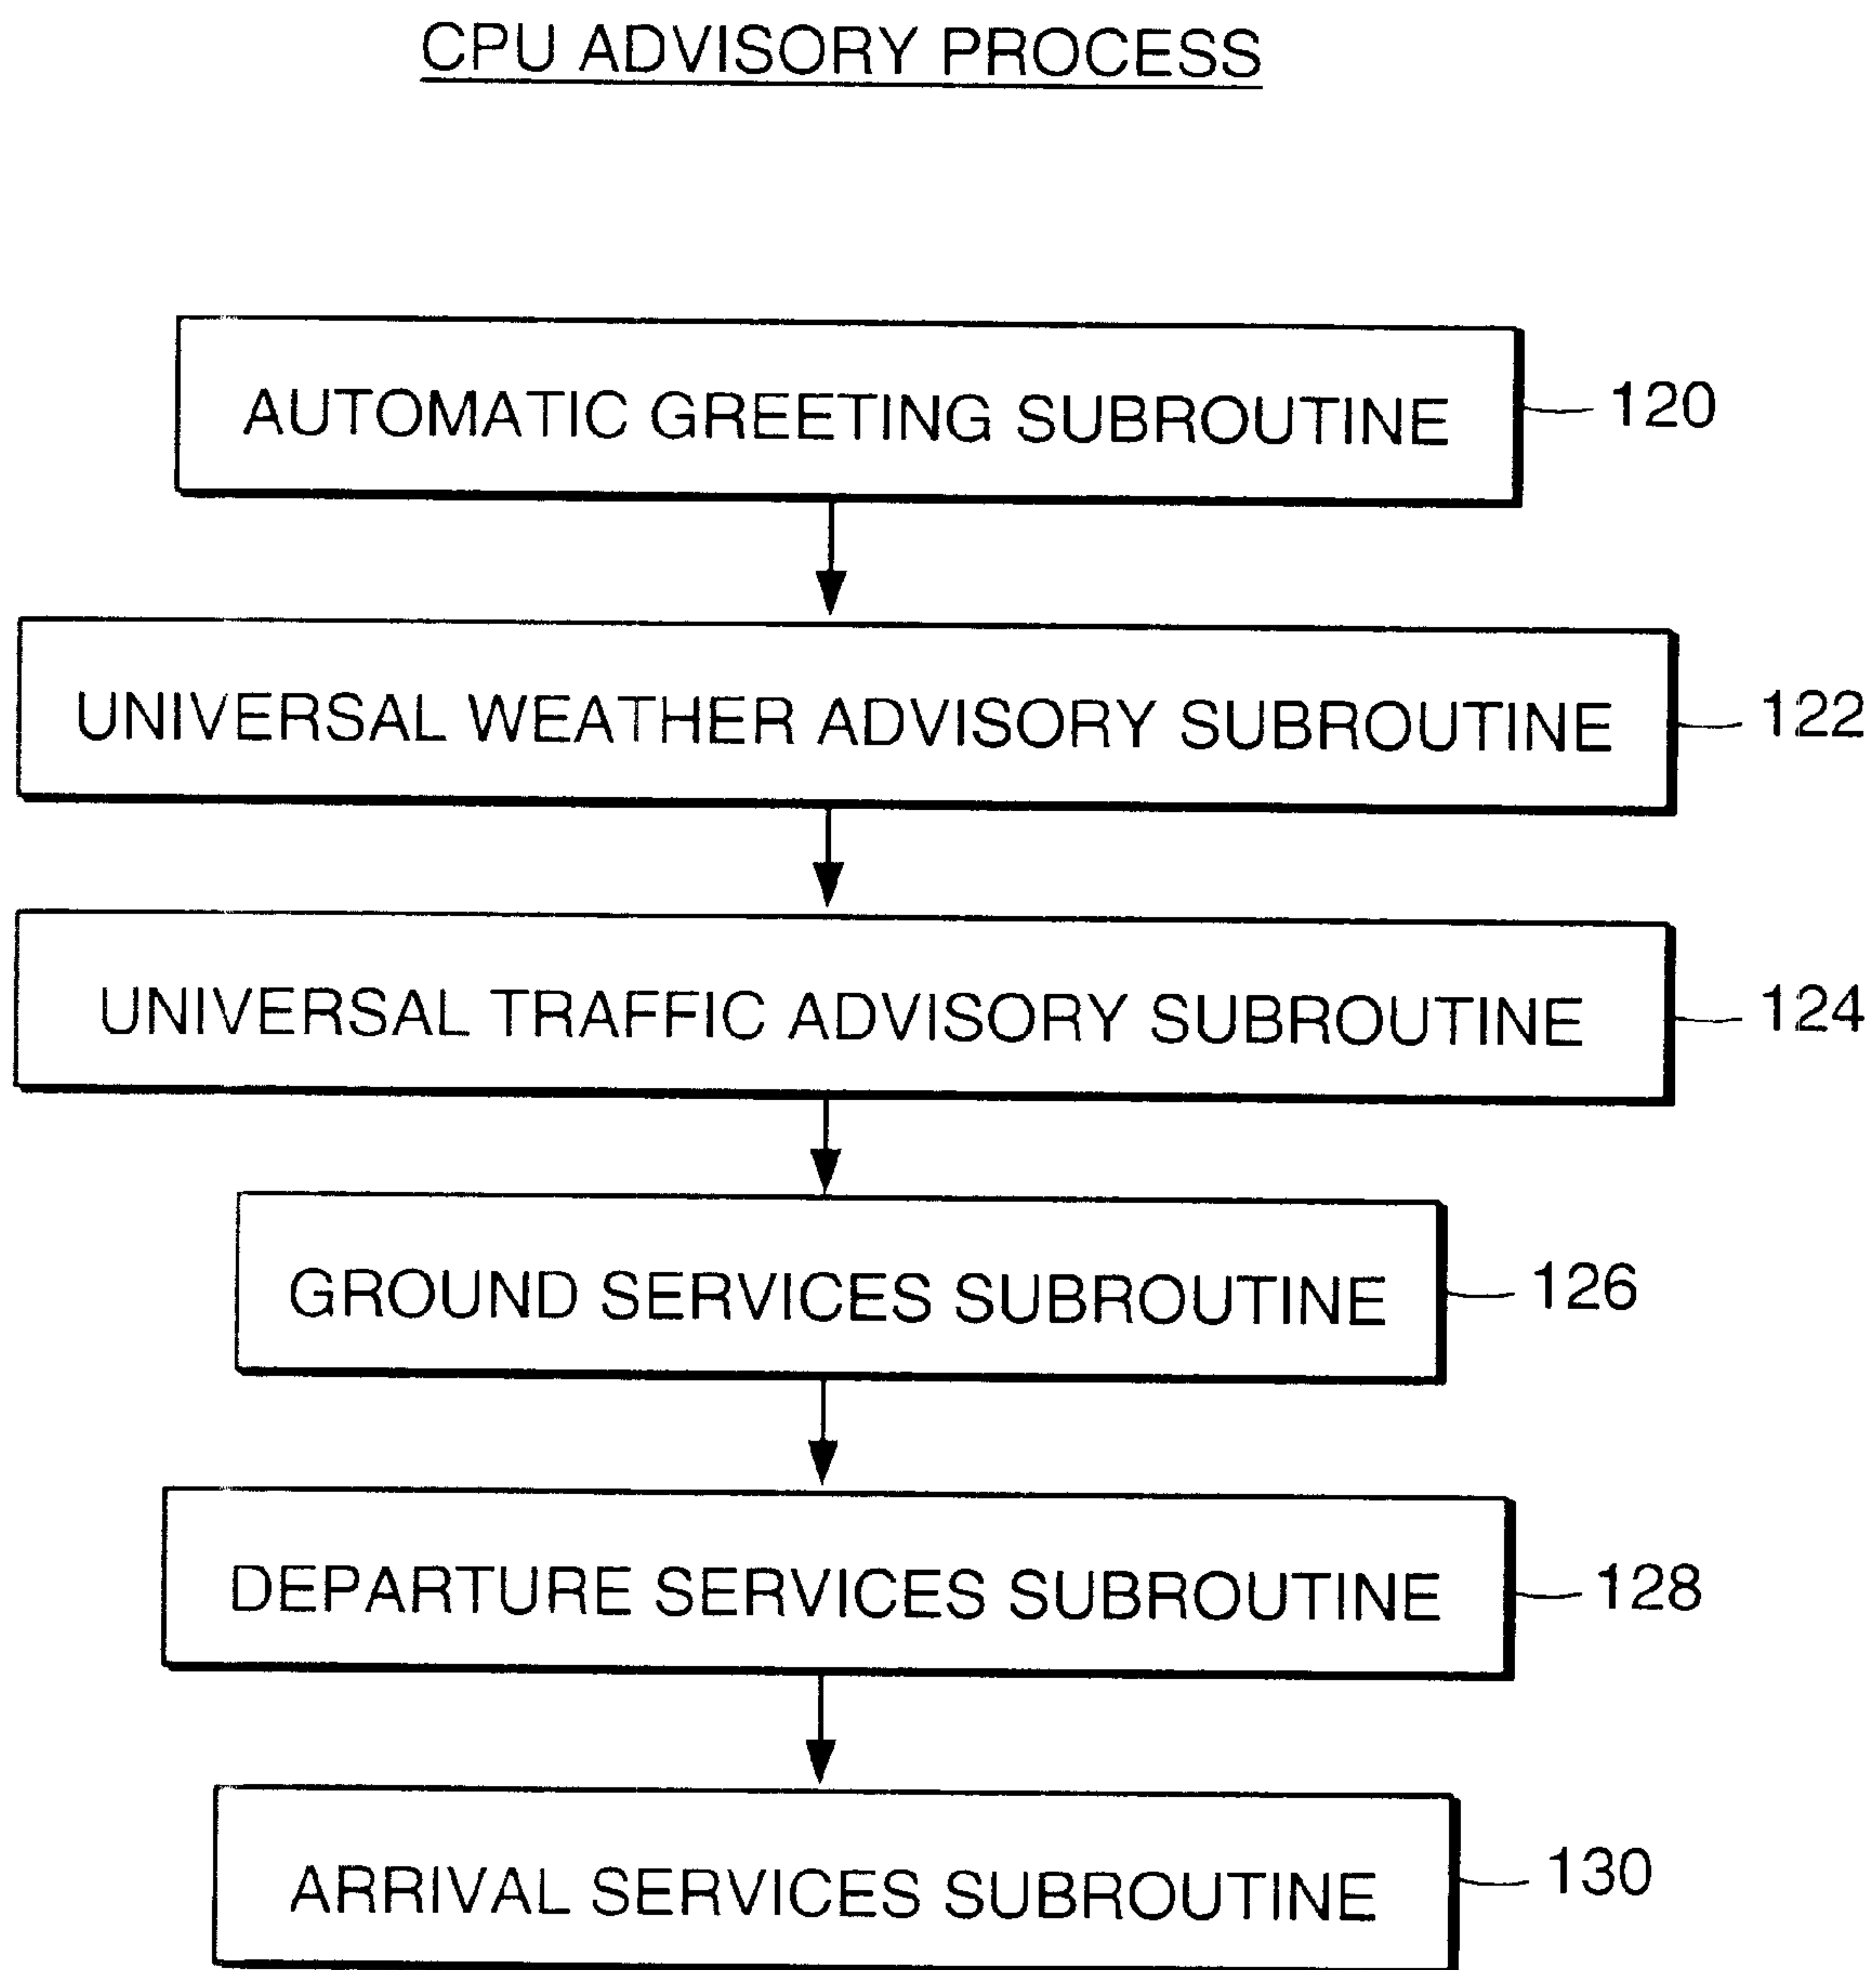 CPU ADVISORY PROCESS
AUTOMATIC GREETING SUBROUTINE 120
UNIVERSAL WEATHER ADVISORY SUBROUTINE 122
UNIVERSAL TRAFFIC ADVISORY SUBROUTINE 124
GROUND SERVICES SUBROUTINE 126
DEPARTURE SERVICES SUBROUTINE 128
ARRIVAL SERVICES SUBROUTINE 130